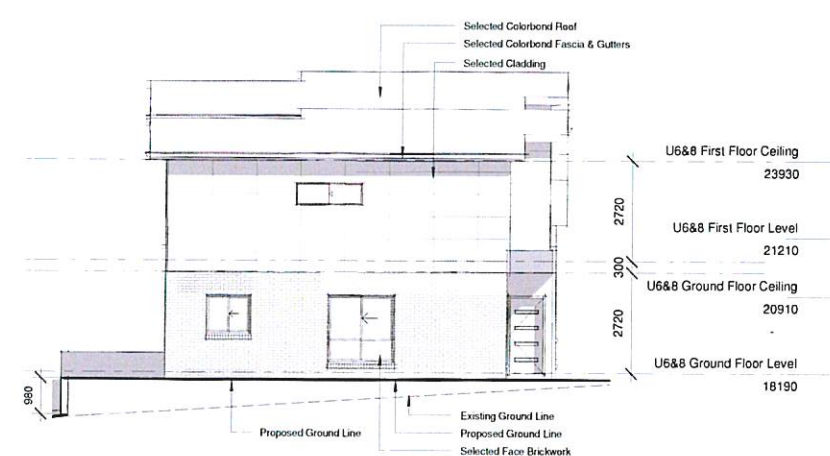 Selected Colorbond Roof
Selected Colorbond Fascia & Gutters
Selected Cladding
U6&8 First Floor Ceiling
23930
2720
U6&8 First Floor Level
21210
300
U6&8 Ground Floor Ceiling
20910
2720
U6&8 Ground Floor Level
18190
980
Existing Ground Line
Proposed Ground Line
Proposed Ground Line
Selected Face Brickwork